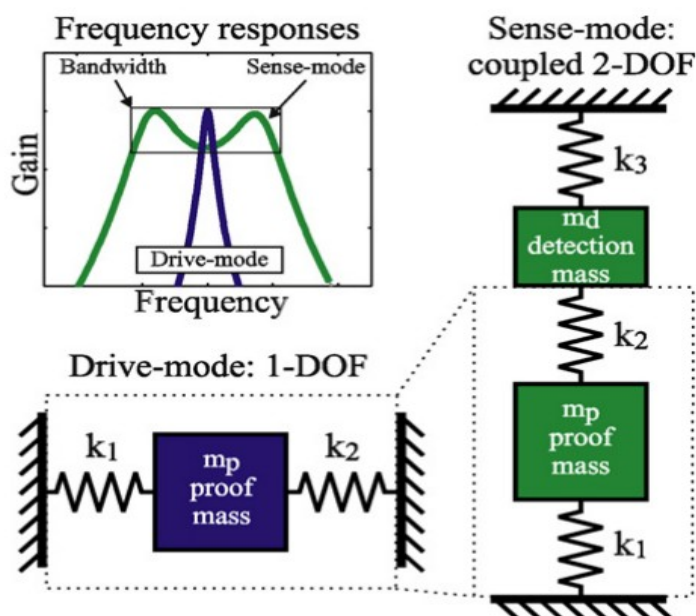 Frequency responses
Bandwidth
Sense-mode
Gain
Drive-mode
Frequency
Sense-mode:
coupled 2-DOF
k3
md
detection
mass
k2
mp
proof
mass
k1
Drive-mode: 1-DOF
k1
mp
proof
mass
k2